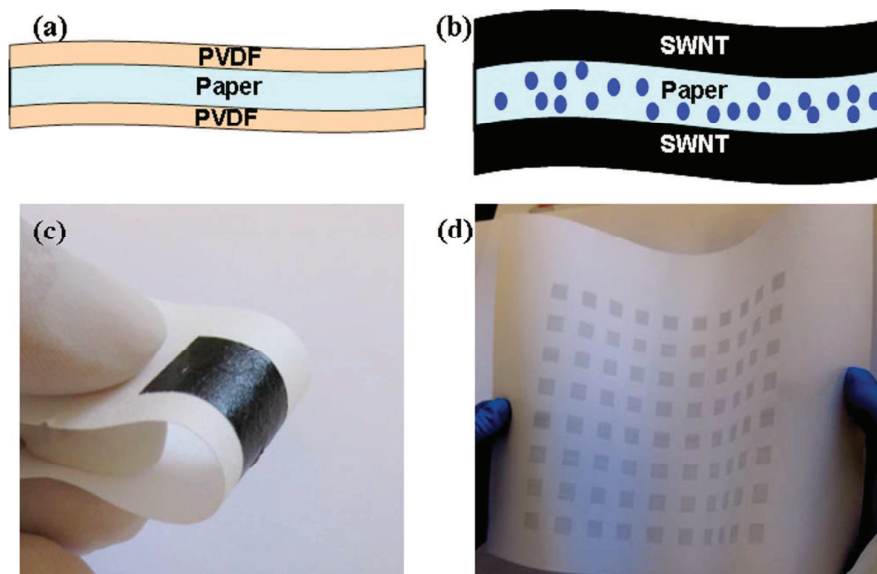 (a)
PVDF
Paper
PVDF
(b)
SWNT
Paper
SWNT
(c)
(d)